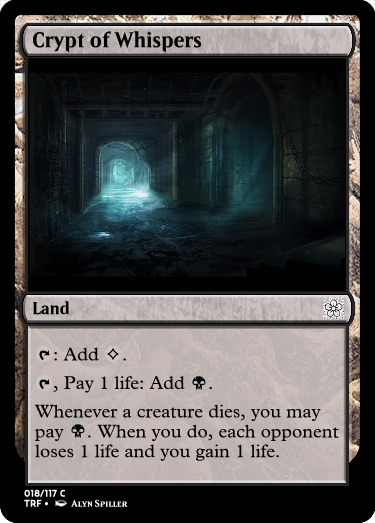 Crypt of Whispers
Land
: Add .
, Pay 1 life: Add .
Whenever a creature dies, you may
pay . When you do, each opponent
loses 1 life and you gain 1 life.
018/117 C
TRF • Alyn Spiller